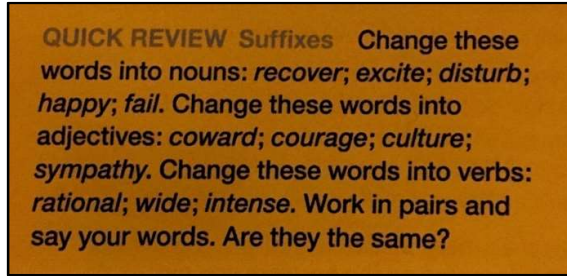 QUICK REVIEW Suffixes Change these
words into nouns: recover; excite; disturb;
happy; fail. Change these words into
adjectives: coward; courage; culture;
sympathy. Change these words into verbs:
rational; wide; intense. Work in pairs and
say your words. Are they the same?